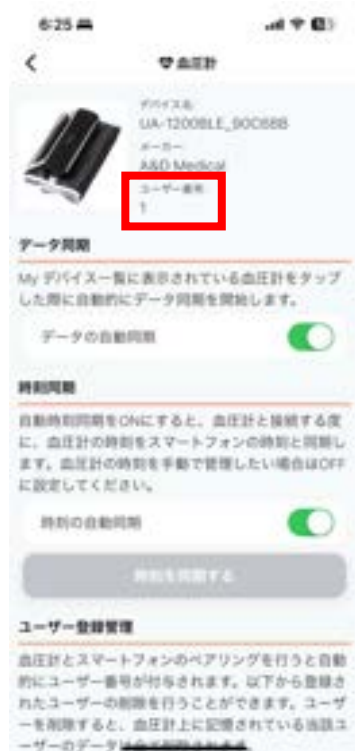 6:25
血圧計
デバイス名
UA-1200BLE_90D6BB
メーカー
A&D Medical
ユーザー番号
1
データ同期
My デバイス一覧に表示されている血圧計をタップ
した際に自動的にデータ同期を開始します。
データの自動同期
時刻同期
自動時刻同期をONにすると、血圧計と接続する度
に、血圧計の時刻をスマートフォンの時刻と同期し
ます。血圧計の時刻を手動で管理したい場合はOFF
に設定してください。
時刻の自動同期
時刻を同期する
ユーザー登録管理
血圧計とスマートフォンのペアリングを行うと自動
的にユーザー番号が付与されます。以下から登録さ
れたユーザーの削除を行うことができます。ユーザ
ーを削除すると、血圧計上に記憶されている当該ユ
ーザーのデータ